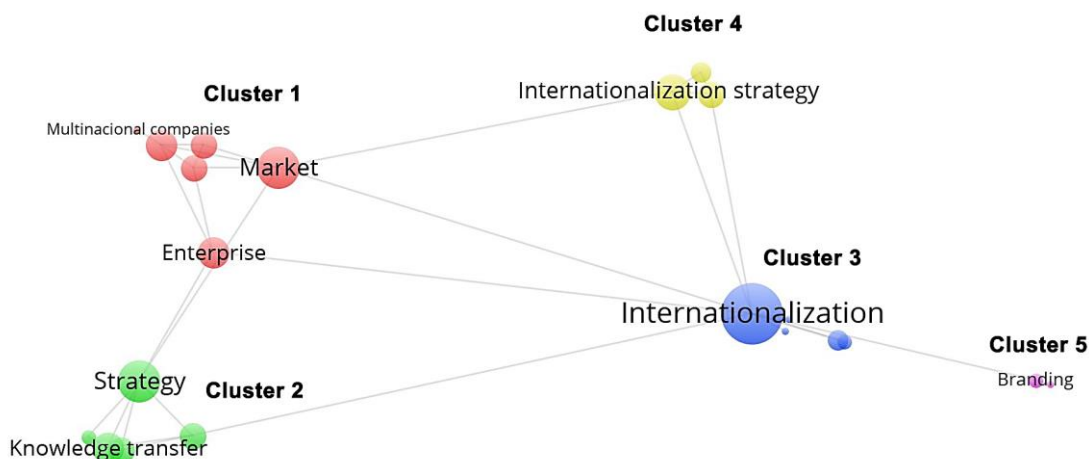 Cluster 4
Internationalization strategy
Cluster 1
Multinacional companies
Market
Enterprise
Cluster 3
Internationalization
Cluster 5
Branding
Strategy
Cluster 2
Knowledge transfer